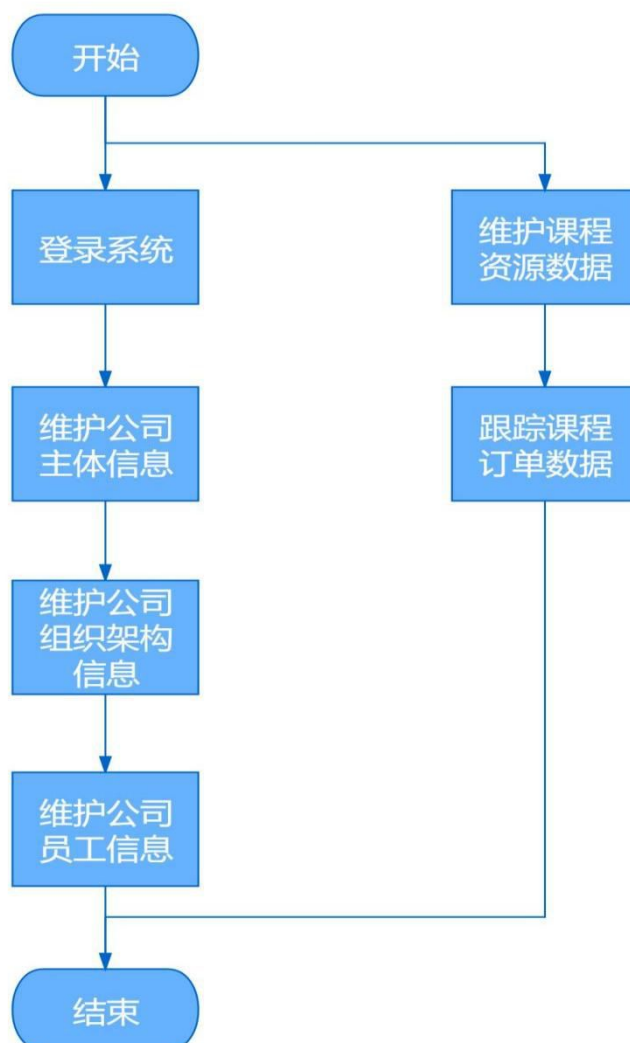 开始
登录系统
维护课程
资源数据
维护公司
主体信息
跟踪课程
订单数据
维护公司
组织架构
信息
维护公司
员工信息
结束